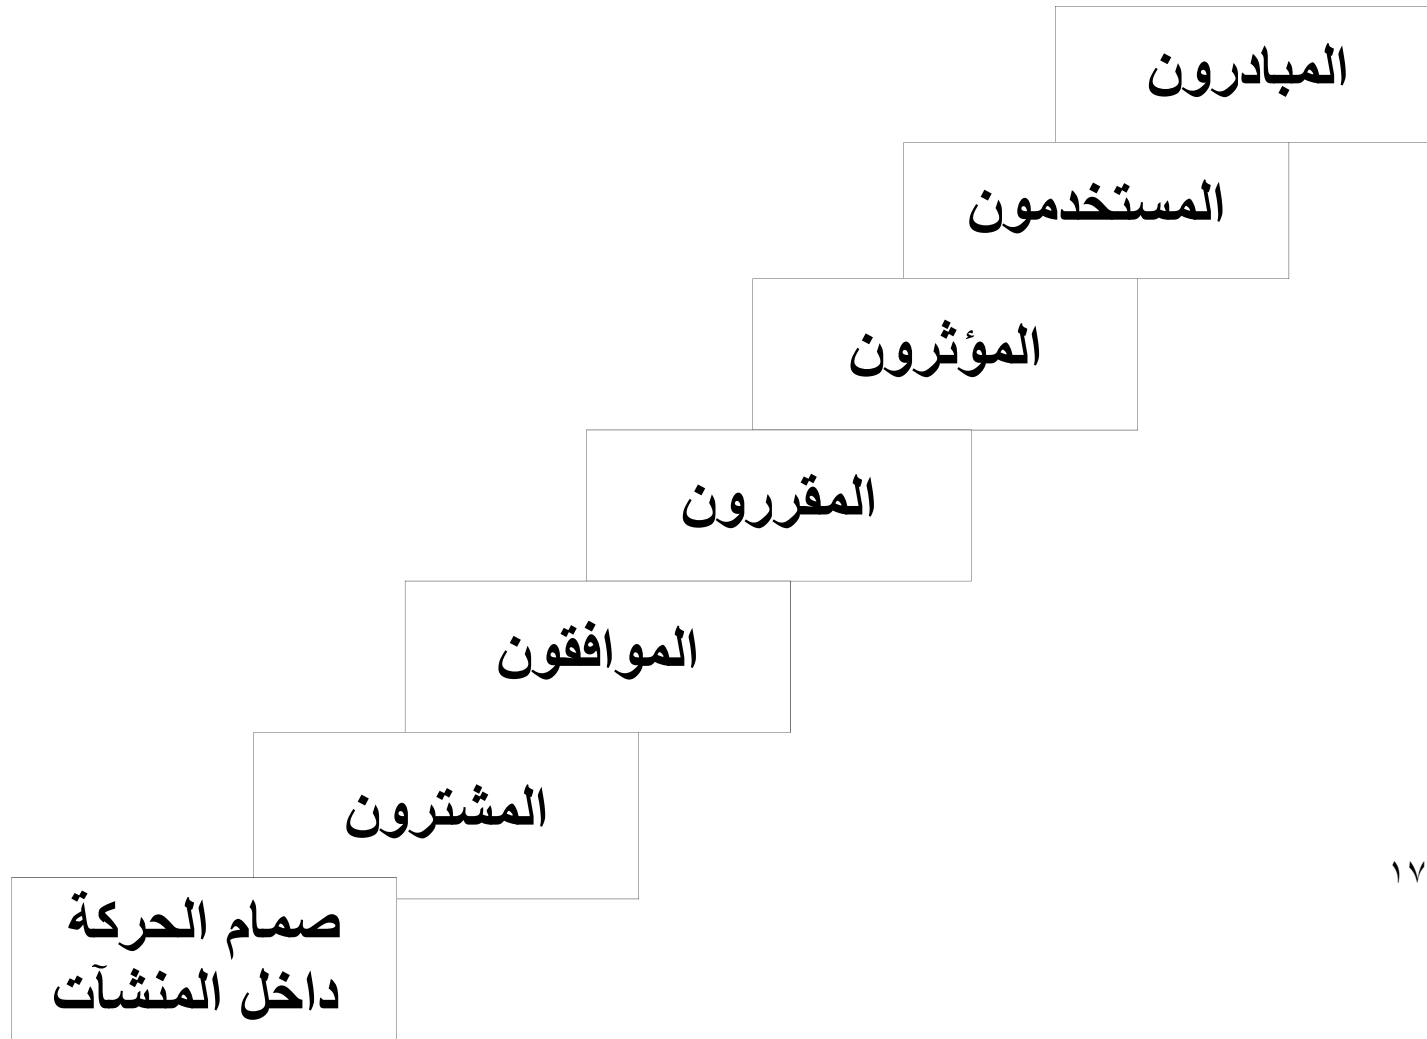 المبادرون
المستخدمون
المؤثرون
المقررون
الموافقون
المشترون
١٧
صمام الحركة
داخل المنشآت